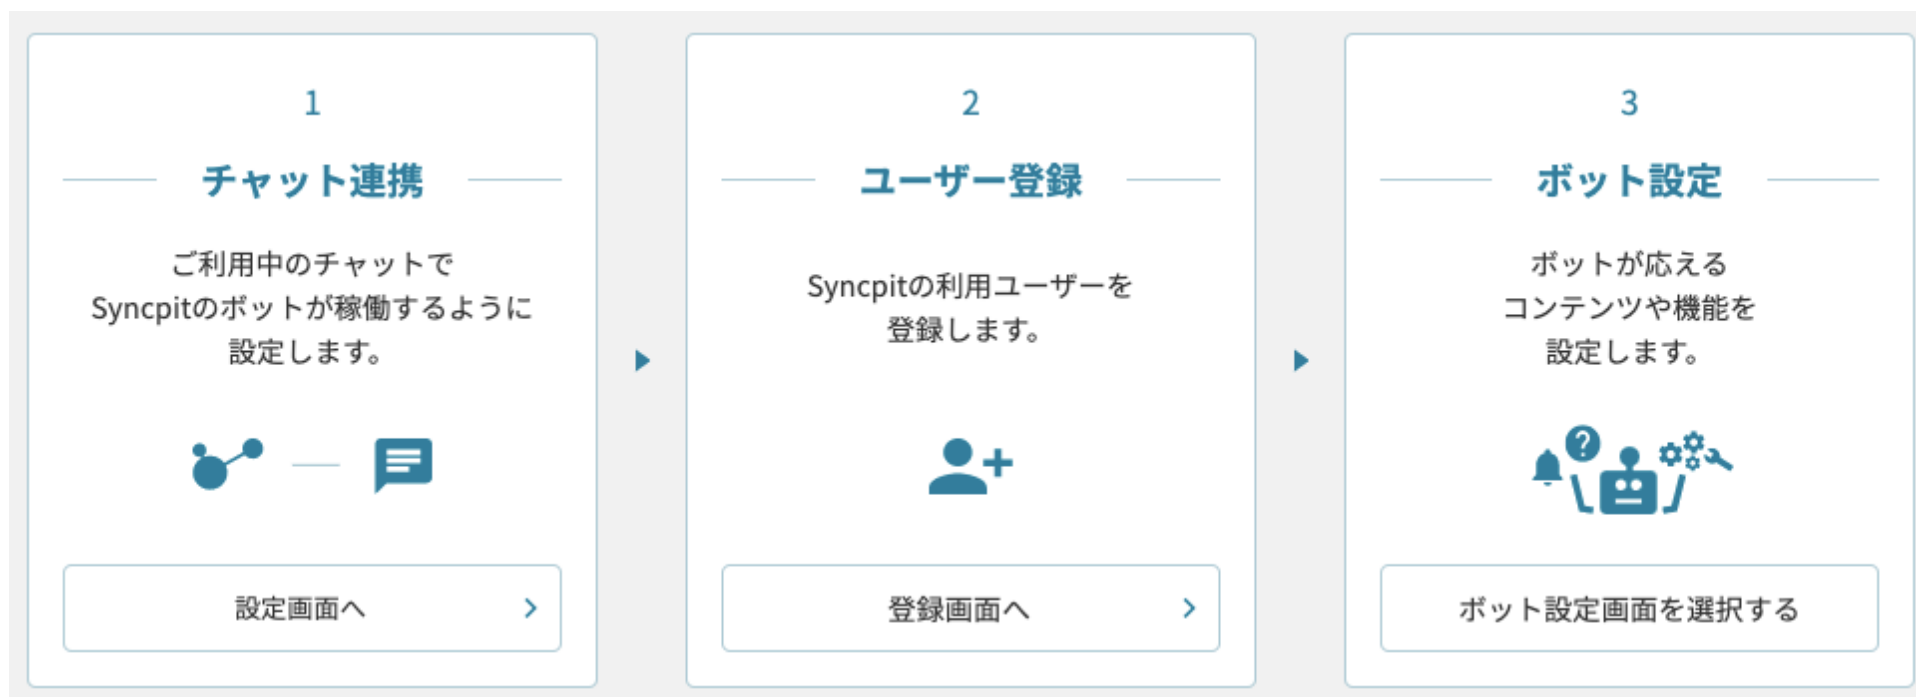 1
チャット連携
ご利用中のチャットで
Syncpitのボットが稼働するように
設定します。
設定画面へ
2
ユーザー登録
Syncpitの利用ユーザーを
登録します。
登録画面へ
3
ボット設定
ボットが応える
コンテンツや機能を
設定します。
ボット設定画面を選択する